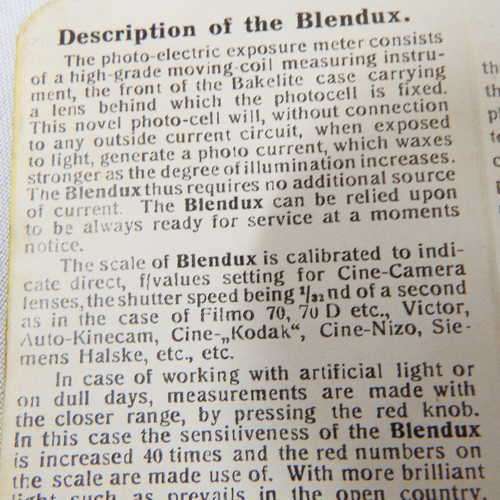 Description of the Blendux.
The photo-electric exposure meter consists
of a high-grade moving-coil measuring instru-
ment, the front of the Bakelite case carrying
a lens behind which the photocell is fixed.
This novel photo-cell will, without connection
to any outside current circuit, when exposed
to light, generate a photo current, which waxes
stronger as the degree of illumination increases.
The Blendux thus requires no additional source
of current. The Blendux can be relied upon
to be always ready for service at a moments
notice.
The scale of Blendux is calibrated to indi-
cate direct, f/values setting for Cine-Camera
lenses, the shutter speed being 1/32 nd of a second
as in the case of Filmo 70, 70 D etc., Victor,
Auto-Kinecam, Cine-„Kodak“, Cine-Nizo, Sie-
mens Halske, etc., etc.
In case of working with artificial light or
on dull days, measurements are made with
the closer range, by pressing the red knob.
In this case the sensitiveness of the Blendux
is increased 40 times and the red numbers on
the scale are made use of. With more brilliant
light such as prevails in the open country